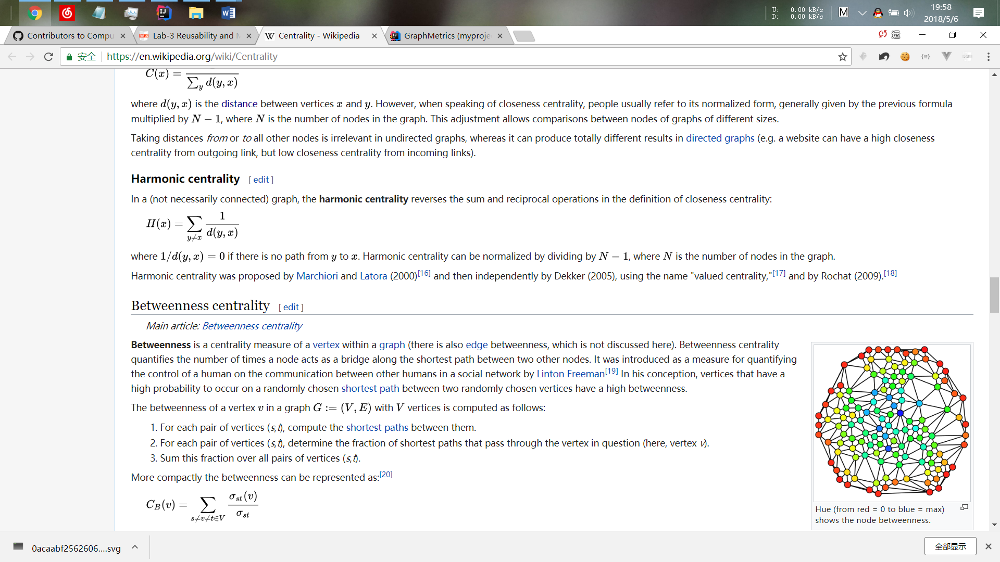 U: 0.00 kB/s
D: 0.00 kB/s
M
19:58
2018/5/6
Contributors to Compu
Lab-3 Reusability and
W Centrality - Wikipedia
GraphMetrics (myproje
运
安全 https://en.wikipedia.org/wiki/Centrality
C(x) = ∑y d(y, x)
where d(y, x) is the distance between vertices x and y. However, when speaking of closeness centrality, people usually refer to its normalized form, generally given by the previous formula
multiplied by N − 1, where N is the number of nodes in the graph. This adjustment allows comparisons between nodes of graphs of different sizes.
Taking distances from or to all other nodes is irrelevant in undirected graphs, whereas it can produce totally different results in directed graphs (e.g. a website can have a high closeness
centrality from outgoing link, but low closeness centrality from incoming links).
Harmonic centrality [ edit ]
In a (not necessarily connected) graph, the harmonic centrality reverses the sum and reciprocal operations in the definition of closeness centrality:
H(x) = ∑y≠x 1/d(y, x)
where 1/d(y, x) = 0 if there is no path from y to x. Harmonic centrality can be normalized by dividing by N − 1, where N is the number of nodes in the graph.
Harmonic centrality was proposed by Marchiori and Latora (2000)[16] and then independently by Dekker (2005), using the name "valued centrality,"[17] and by Rochat (2009).[18]
Betweenness centrality [ edit ]
Main article: Betweenness centrality
Betweenness is a centrality measure of a vertex within a graph (there is also edge betweenness, which is not discussed here). Betweenness centrality
quantifies the number of times a node acts as a bridge along the shortest path between two other nodes. It was introduced as a measure for quantifying
the control of a human on the communication between other humans in a social network by Linton Freeman[19] In his conception, vertices that have a
high probability to occur on a randomly chosen shortest path between two randomly chosen vertices have a high betweenness.
The betweenness of a vertex v in a graph G := (V, E) with V vertices is computed as follows:
1. For each pair of vertices (s,t), compute the shortest paths between them.
2. For each pair of vertices (s,t), determine the fraction of shortest paths that pass through the vertex in question (here, vertex v).
3. Sum this fraction over all pairs of vertices (s,t).
More compactly the betweenness can be represented as:[20]
CB(v) = ∑s≠v≠t∈V σst(v)/σst
Hue (from red = 0 to blue = max)
shows the node betweenness.
0acaabf2562606....svg
全部显示